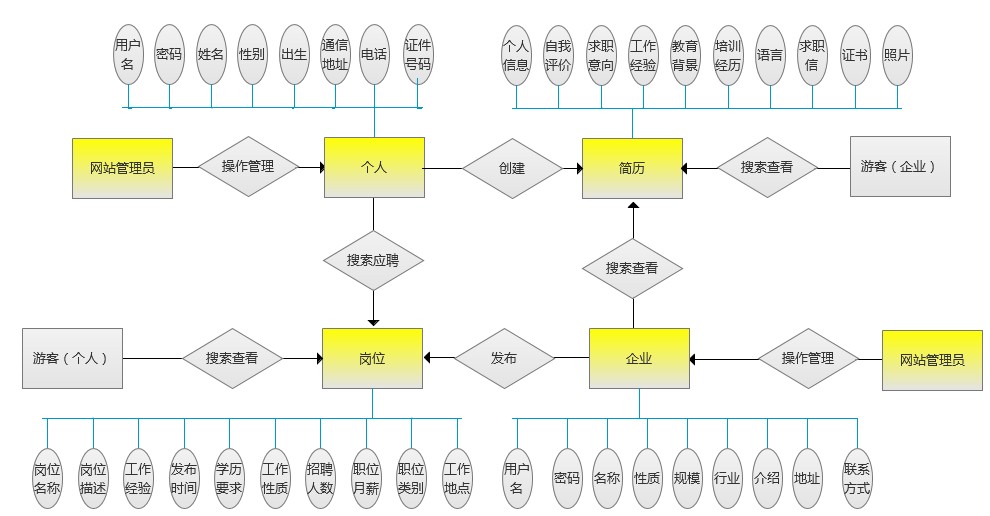 用户名
密码
姓名
性别
出生
通信地址
电话
证件号码
个人信息
自我评价
求职意向
工作经验
教育背景
培训经历
语言
求职信
证书
照片
网站管理员
操作管理
个人
创建
简历
搜索查看
游客（企业）
搜索应聘
搜索查看
游客（个人）
搜索查看
岗位
发布
企业
操作管理
网站管理员
岗位名称
岗位描述
工作经验
发布时间
学历要求
工作性质
招聘人数
职位月薪
职位类别
工作地点
用户名
密码
名称
性质
规模
行业
介绍
地址
联系方式